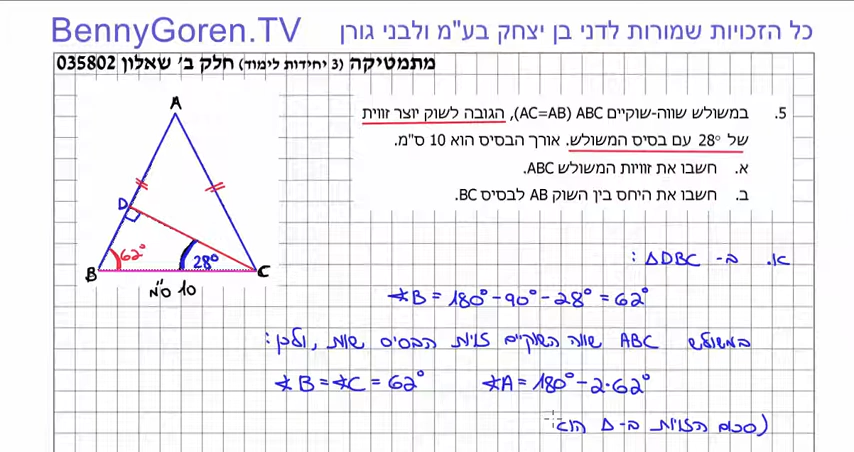 BennyGoren.TV כל הזכויות שמורות לדני בן יצחק בע"מ ולבני גורן
מתמטיקה (3 יחידות לימוד) חלק ב' שאלון 035802
5. במשולש שווה-שוקיים ABC (AC=AB), הגובה לשוק יוצר זווית
של 28° עם בסיס המשולש. אורך הבסיס הוא 10 ס"מ.
א. חשבו את זוויות המשולש ABC.
ב. חשבו את היחס בין השוק AB לבסיס BC.
A
D
62°
28°
B
C
10 ס"מ
א. ב- ΔDBC :
∢B = 180° - 90° - 28° = 62°
במשולש ABC שווה השוקיים זוית הבסיס שוות, ולכן:
∢B = ∢C = 62°
∢A = 180° - 2·62°
(סכום הזויות ב-Δ הוא